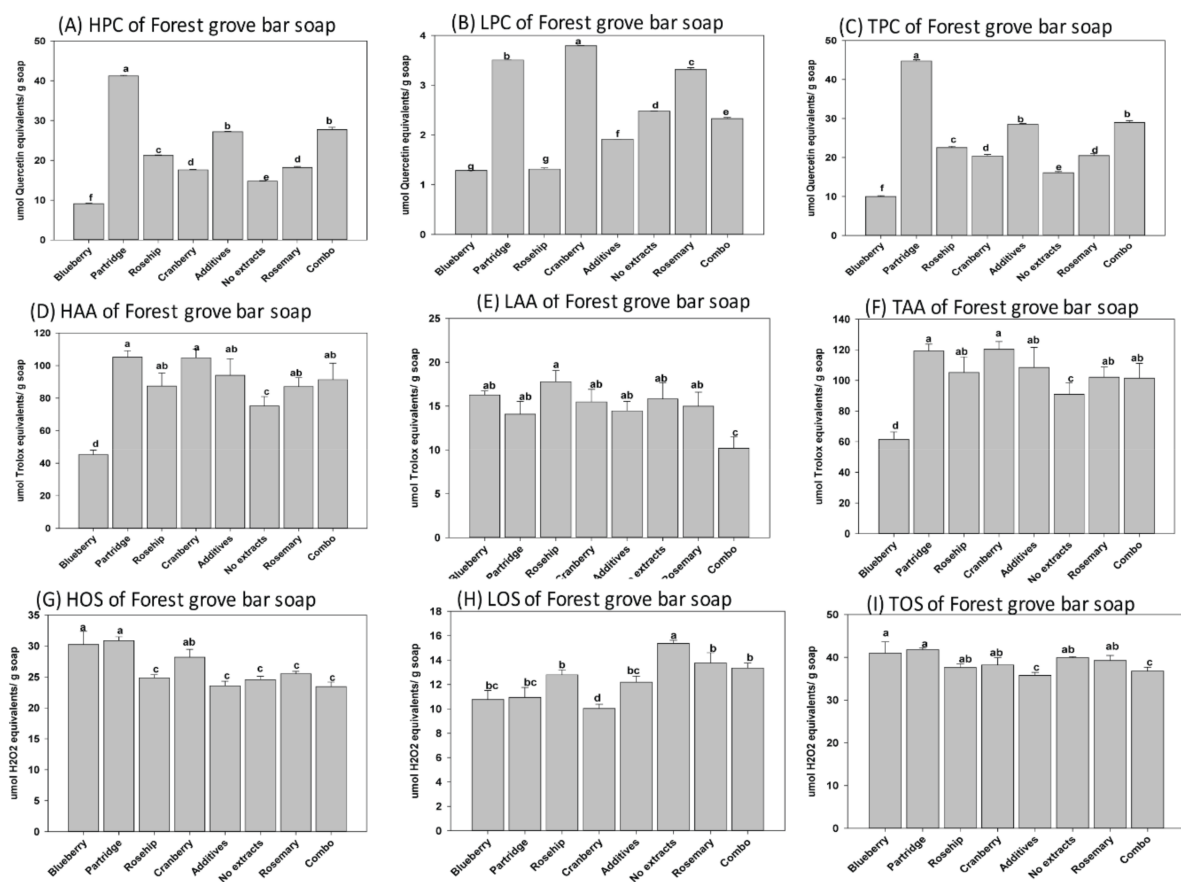 (A) HPC of Forest grove bar soap
umol Quercetin equivalents/ g soap
50
40
30
20
10
0
f
a
c
d
b
e
d
b
Blueberry
Partridge
Rosehip
Cranberry
Additives
No extracts
Rosemary
Combo
(B) LPC of Forest grove bar soap
umol Quercetin equivalents/ g soap
4
3
2
1
0
g
b
g
a
f
d
c
e
Blueberry
Partridge
Rosehip
Cranberry
Additives
No extracts
Rosemary
Combo
(C) TPC of Forest grove bar soap
umol Quercetin equivalents/ g soap
50
40
30
20
10
0
f
a
c
d
b
e
d
b
Blueberry
Partridge
Rosehip
Cranberry
Additives
No extracts
Rosemary
Combo
(D) HAA of Forest grove bar soap
umol Trolox equivalents/ g soap
120
100
80
60
40
20
0
d
a
ab
a
ab
c
ab
ab
Blueberry
Partridge
Rosehip
Cranberry
Additives
No extracts
Rosemary
Combo
(E) LAA of Forest grove bar soap
umol Trolox equivalents/ g soap
25
20
15
10
5
0
ab
ab
a
ab
ab
ab
ab
c
Blueberry
Partridge
Rosehip
Cranberry
Additives
extracts
Rosemary
Combo
(F) TAA of Forest grove bar soap
umol Trolox equivalents/ g soap
140
120
100
80
60
40
20
0
d
a
ab
a
ab
c
ab
ab
Blueberry
Partridge
Rosehip
Cranberry
Additives
No extracts
Rosemary
Combo
(G) HOS of Forest grove bar soap
umol H2O2 equivalents/ g soap
35
30
25
20
15
10
5
0
a
a
c
ab
c
c
c
c
Blueberry
Partridge
Rosehip
Cranberry
Additives
No extracts
Rosemary
Combo
(H) LOS of Forest grove bar soap
umol H2O2 equivalents/ g soap
18
16
14
12
10
8
6
4
2
0
bc
bc
b
d
bc
a
b
b
Blueberry
Partridge
Rosehip
Cranberry
Additives
No extracts
Rosemary
Combo
(I) TOS of Forest grove bar soap
umol H2O2 equivalents/ g soap
50
40
30
20
10
0
a
a
ab
ab
c
ab
ab
c
Blueberry
Partridge
Rosehip
Cranberry
Additives
No extracts
Rosemary
Combo